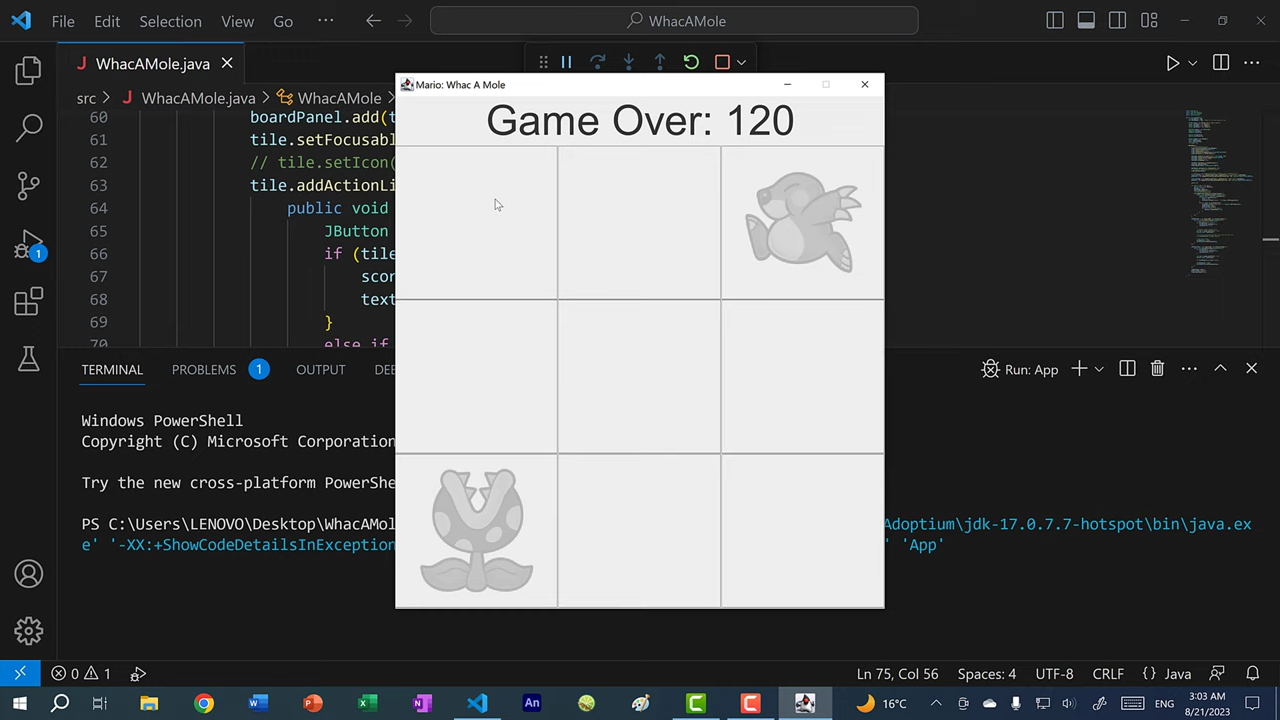 File Edit Selection View Go ··· WhacAMole
WhacAMole.java
src > WhacAMole.java > WhacAMole
Mario: Whac A Mole
Game Over: 120
60 boardPanel.add(t
61 tile.setFocusabl
62 // tile.setIcon(
63 tile.addActionLi
64 public void
65 JButton
66 if (tile
67 scor
68 text
69 }
70 else if
TERMINAL PROBLEMS 1 OUTPUT DE Run: App
Windows PowerShell
Copyright (C) Microsoft Corporation
Try the new cross-platform PowerShe
PS C:\Users\LENOVO\Desktop\WhacAMol Adoptium\jdk-17.0.7.7-hotspot\bin\java.ex
e' '-XX:+ShowCodeDetailsInException ' 'App'
1
0 1 Ln 75, Col 56 Spaces: 4 UTF-8 CRLF {} Java
An 16°C 3:03 AM
8/21/2023